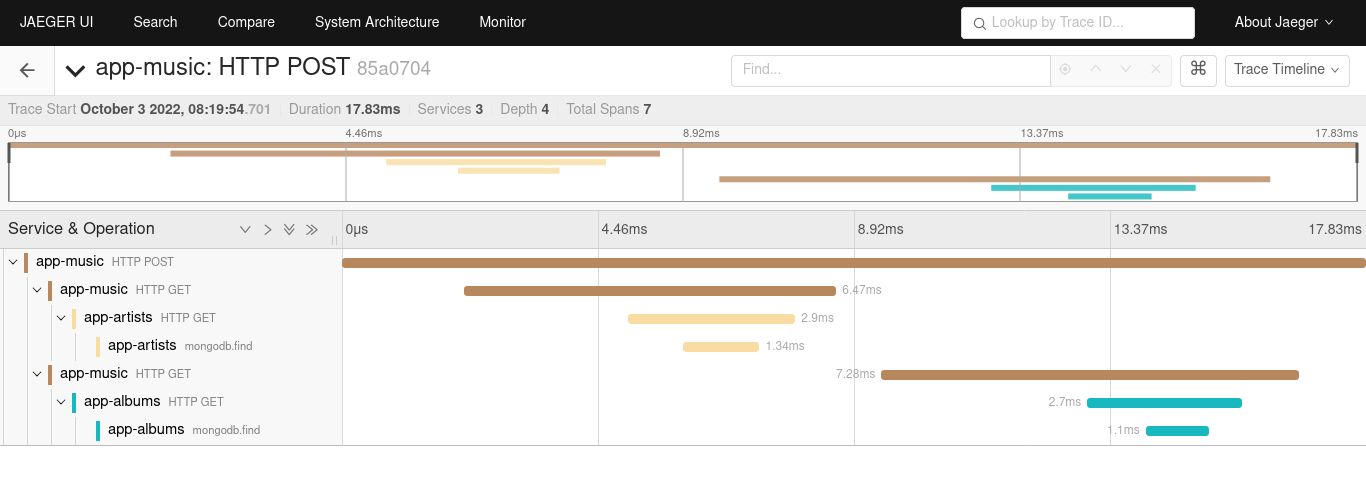 JAEGER UI Search Compare System Architecture Monitor Lookup by Trace ID... About Jaeger
app-music: HTTP POST 85a0704 Find... ⌘ Trace Timeline
Trace Start October 3 2022, 08:19:54.701 Duration 17.83ms Services 3 Depth 4 Total Spans 7
0μs 4.46ms 8.92ms 13.37ms 17.83ms
Service & Operation 0μs 4.46ms 8.92ms 13.37ms 17.83ms
app-music HTTP POST
app-music HTTP GET 6.47ms
app-artists HTTP GET 2.9ms
app-artists mongodb.find 1.34ms
app-music HTTP GET 7.28ms
app-albums HTTP GET 2.7ms
app-albums mongodb.find 1.1ms